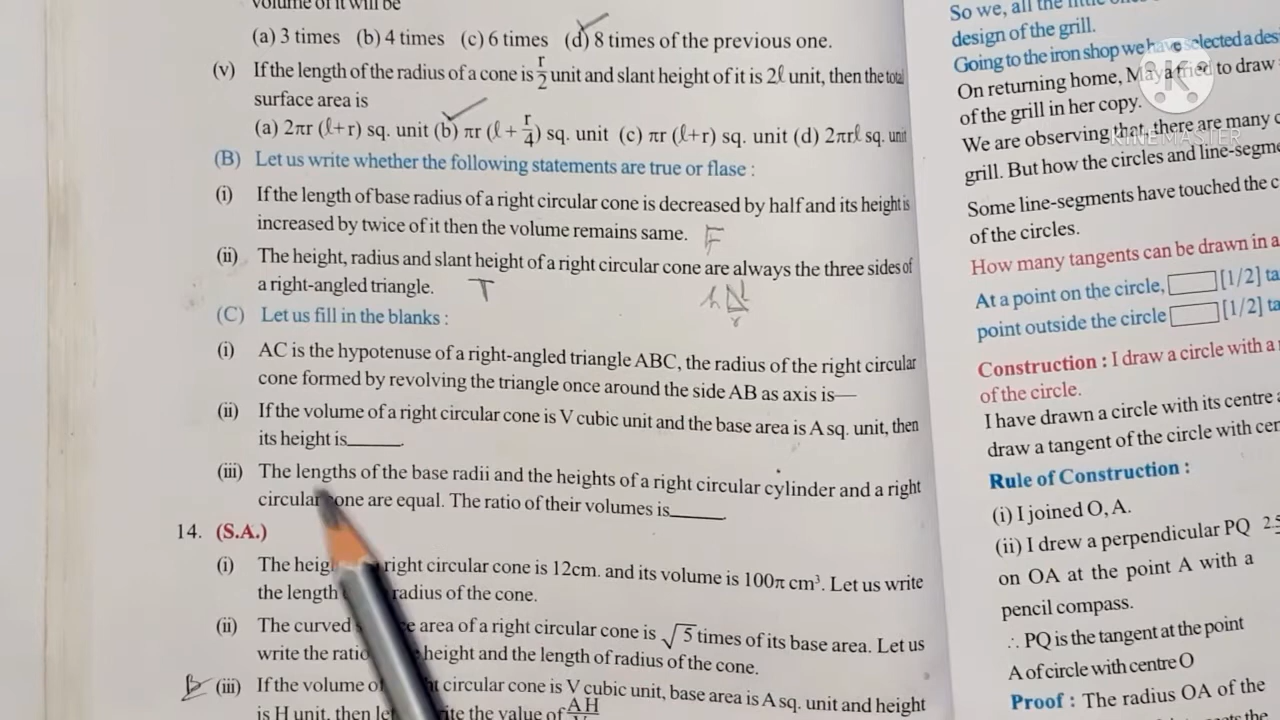 volume of it will be
(a) 3 times (b) 4 times (c) 6 times (d) 8 times of the previous one.
(v) If the length of the radius of a cone is r/2 unit and slant height of it is 2ℓ unit, then the total
surface area is
(a) 2πr (ℓ+r) sq. unit (b) πr (ℓ + r/4) sq. unit (c) πr (ℓ+r) sq. unit (d) 2πrℓ sq. unit
(B) Let us write whether the following statements are true or flase :
(i) If the length of base radius of a right circular cone is decreased by half and its height is
increased by twice of it then the volume remains same. F
(ii) The height, radius and slant height of a right circular cone are always the three sides of
a right-angled triangle. T h l r
(C) Let us fill in the blanks :
(i) AC is the hypotenuse of a right-angled triangle ABC, the radius of the right circular
cone formed by revolving the triangle once around the side AB as axis is—
(ii) If the volume of a right circular cone is V cubic unit and the base area is A sq. unit, then
its height is_____.
(iii) The lengths of the base radii and the heights of a right circular cylinder and a right
circular cone are equal. The ratio of their volumes is_____.
14. (S.A.)
(i) The right circular cone is 12cm. and its volume is 100π cm³. Let us write
the length radius of the cone.
(ii) The curved area of a right circular cone is √5 times of its base area. Let us
write the height and the length of radius of the cone.
(iii) If the volume circular cone is V cubic unit, base area is A sq. unit and height
is H unit, then the value of AH
So we, all the
design of the grill.
Going to the iron shop we have selected a
On returning home, Maya tried to draw
of the grill in her copy.
We are observing that, there are many
grill. But how the circles and
Some line-segments have touched the
of the circles.
How many tangents can be drawn in a
At a point on the circle, [1/2]
point outside the circle [1/2]
Construction : I draw a circle with a
of the circle.
I have drawn a circle with its centre
draw a tangent of the circle with
Rule of Construction :
(i) I joined O, A.
(ii) I drew a perpendicular PQ
on OA at the point A with a
pencil compass.
∴ PQ is the tangent at the point
A of circle with centre O
Proof : The radius OA of the
K
KINEMASTER